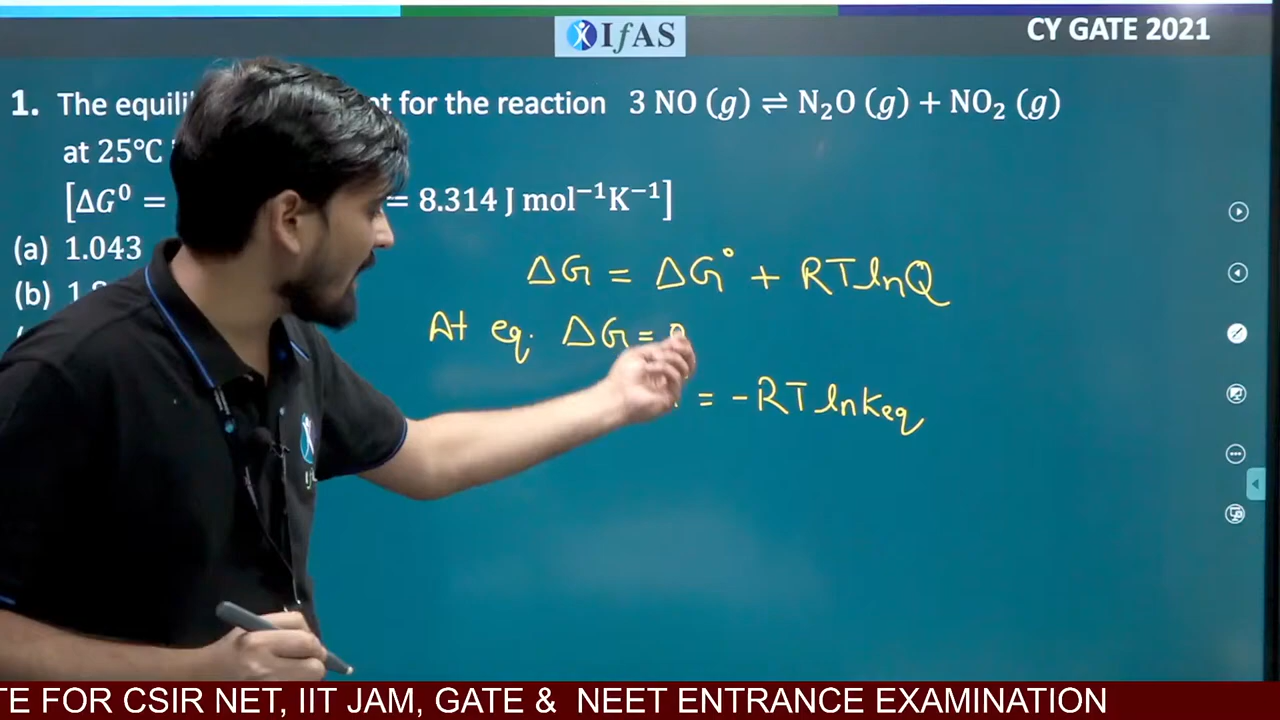 IfAS
CY GATE 2021
1. The for the reaction 3 NO (g) ⇌ N₂O (g) + NO₂ (g)
at 25°C
[ΔG⁰ = = 8.314 J mol⁻¹K⁻¹]
(a) 1.043
(b)
ΔG = ΔG° + RTlnQ
At eq. ΔG = 0
= -RTlnKeq
FOR CSIR NET, IIT JAM, GATE & NEET ENTRANCE EXAMINATION